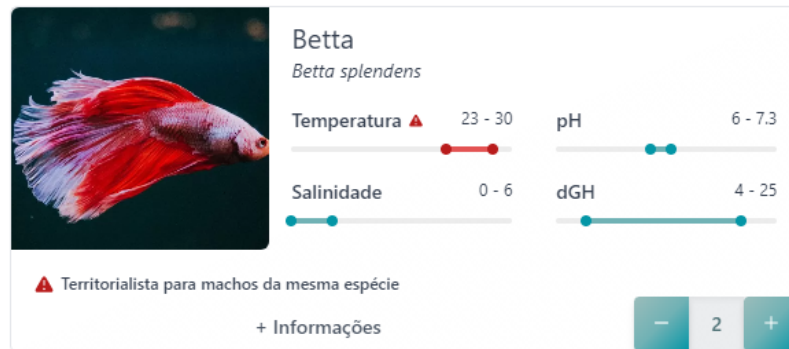 Betta
Betta splendens
Temperatura 23 - 30 pH 6 - 7.3
Salinidade 0 - 6 dGH 4 - 25
Territorialista para machos da mesma espécie
+ Informações − 2 +